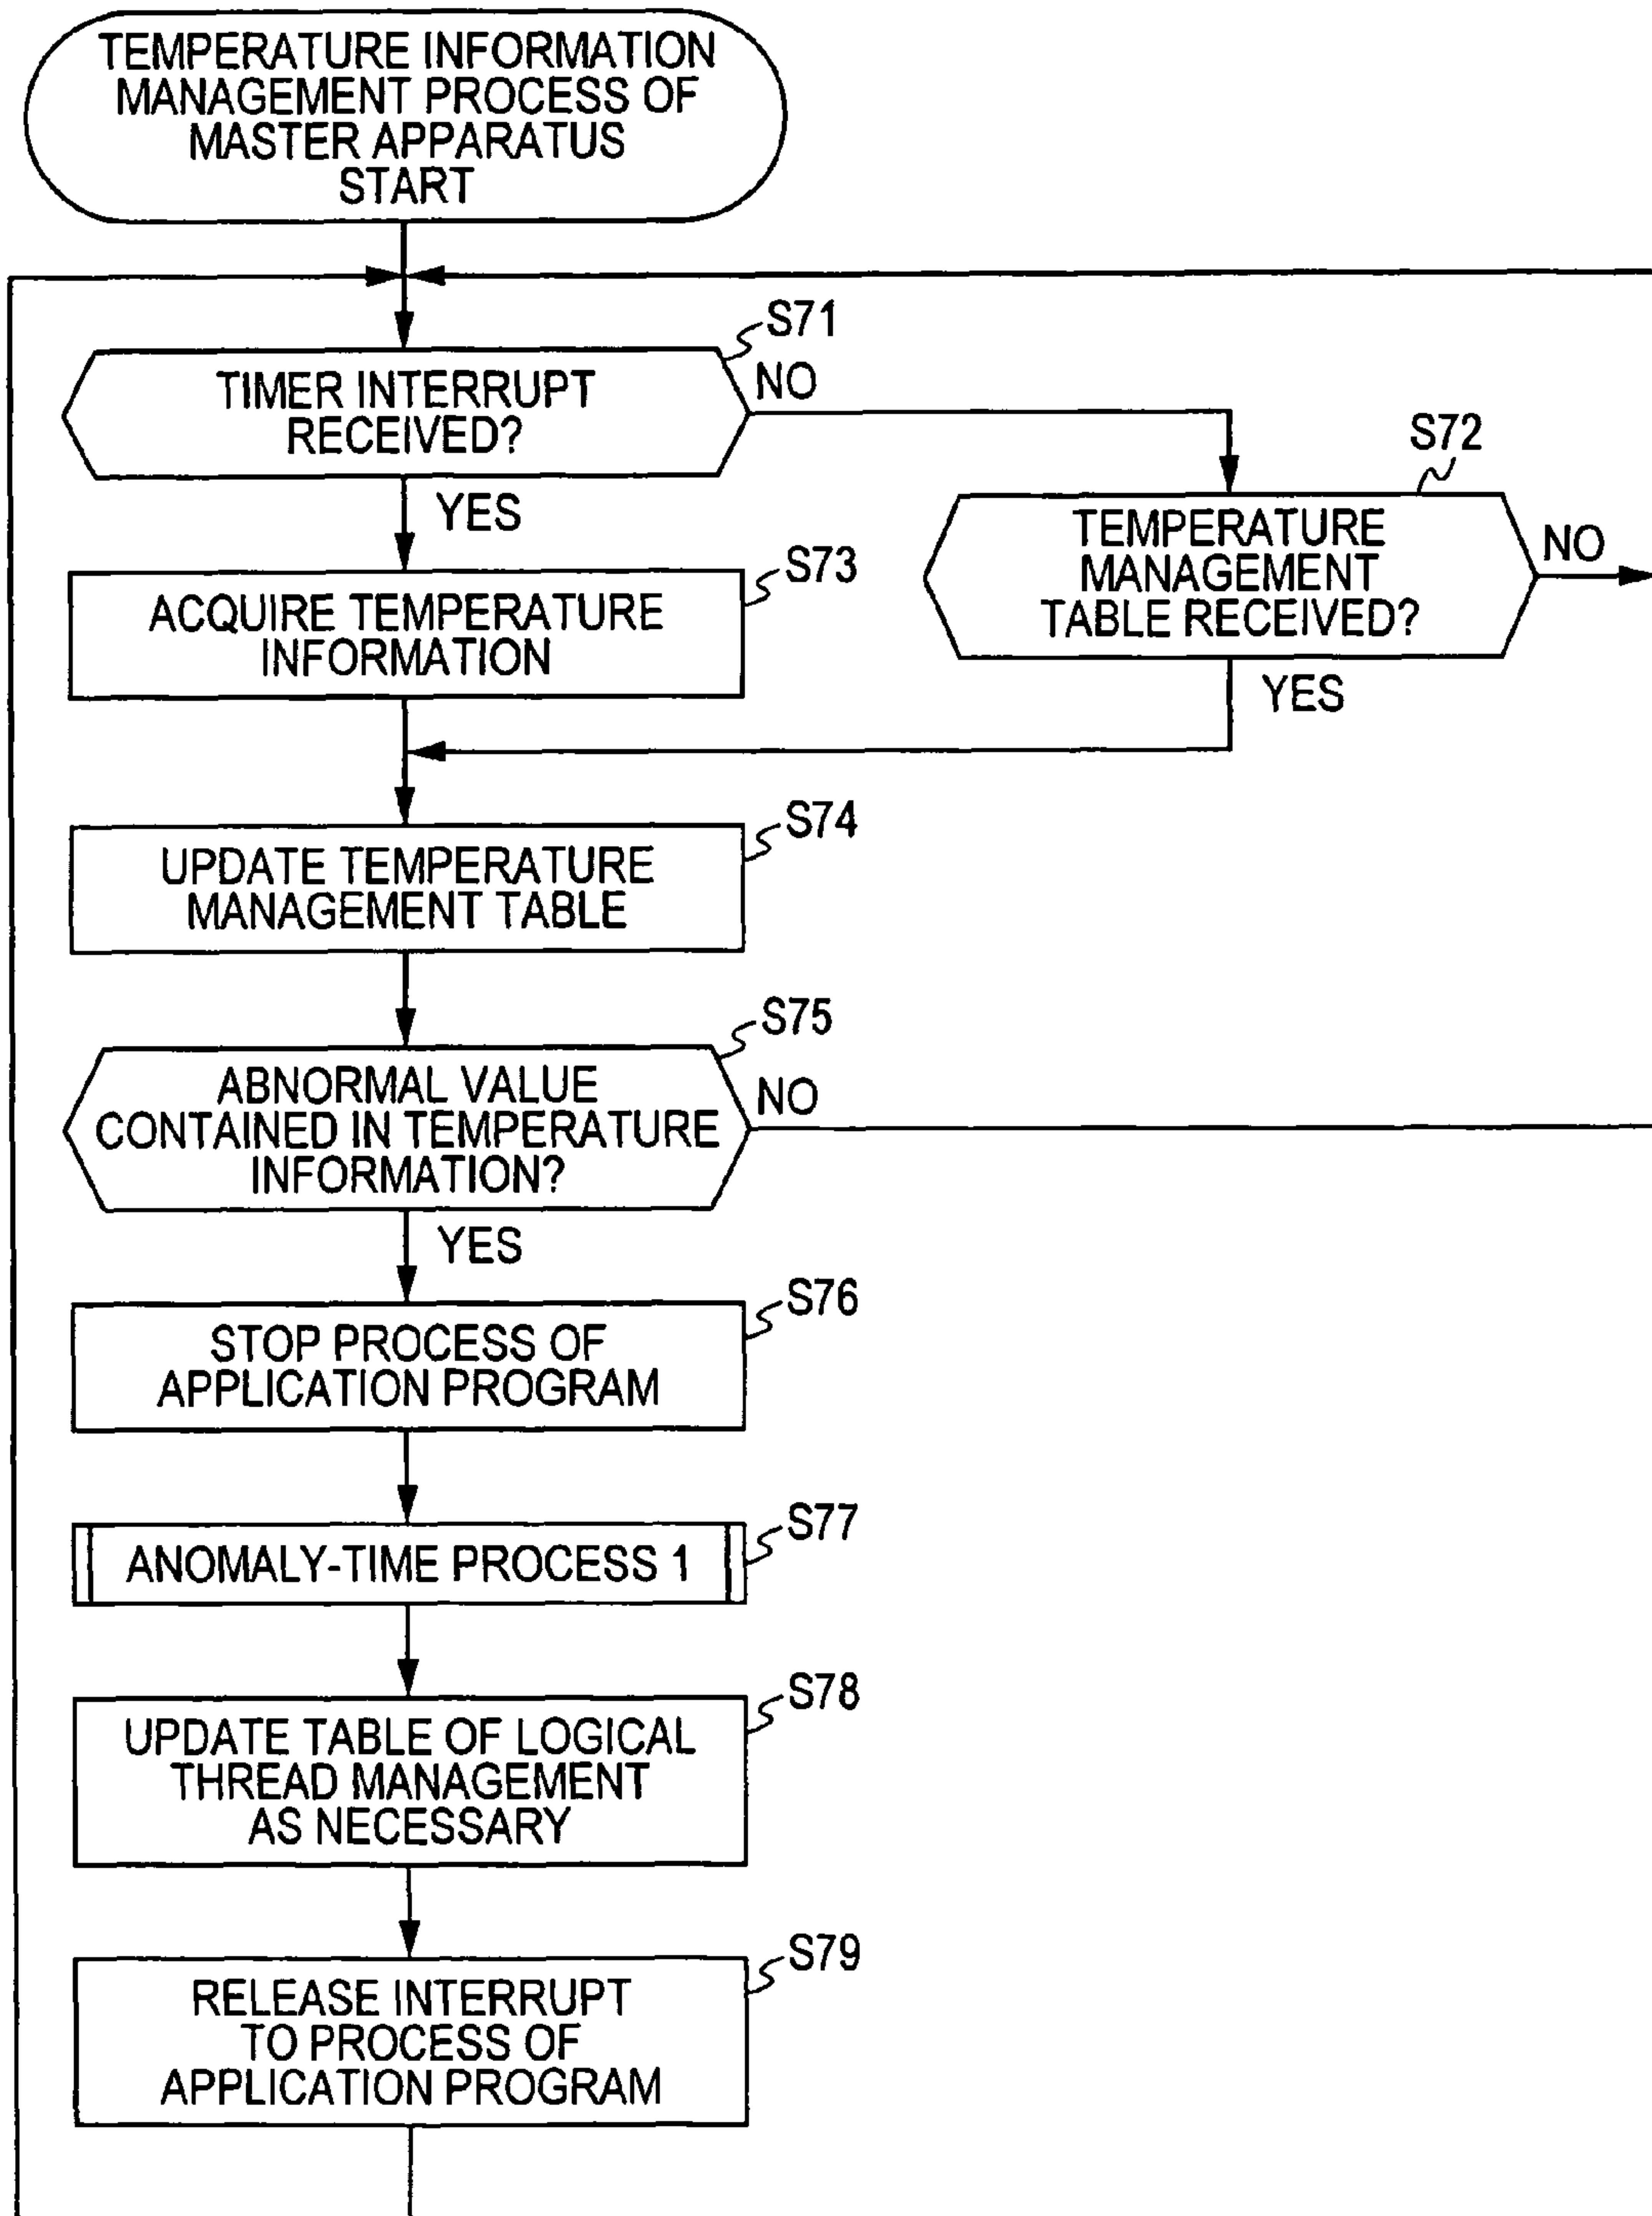 TEMPERATURE INFORMATION
MANAGEMENT PROCESS OF
MASTER APPARATUS
START
S71
TIMER INTERRUPT
RECEIVED?
NO
YES
S72
TEMPERATURE
MANAGEMENT
TABLE RECEIVED?
NO
YES
S73
ACQUIRE TEMPERATURE
INFORMATION
S74
UPDATE TEMPERATURE
MANAGEMENT TABLE
S75
ABNORMAL VALUE
CONTAINED IN TEMPERATURE
INFORMATION?
NO
YES
S76
STOP PROCESS OF
APPLICATION PROGRAM
S77
ANOMALY-TIME PROCESS 1
S78
UPDATE TABLE OF LOGICAL
THREAD MANAGEMENT
AS NECESSARY
S79
RELEASE INTERRUPT
TO PROCESS OF
APPLICATION PROGRAM